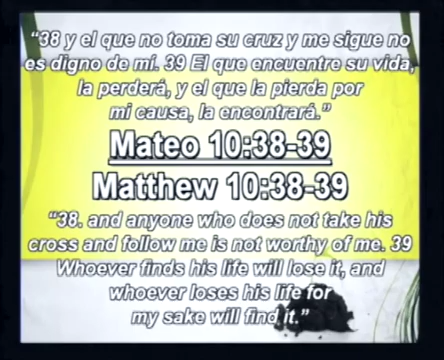 “38 y el que no toma su cruz y me sigue no
es digno de mí. 39 El que encuentre su vida,
la perderá, y el que la pierda por
mi causa, la encontrará.”
Mateo 10:38-39
Matthew 10:38-39
“38. and anyone who does not take his
cross and follow me is not worthy of me. 39
Whoever finds his life will lose it, and
whoever loses his life for
my sake will find it.”